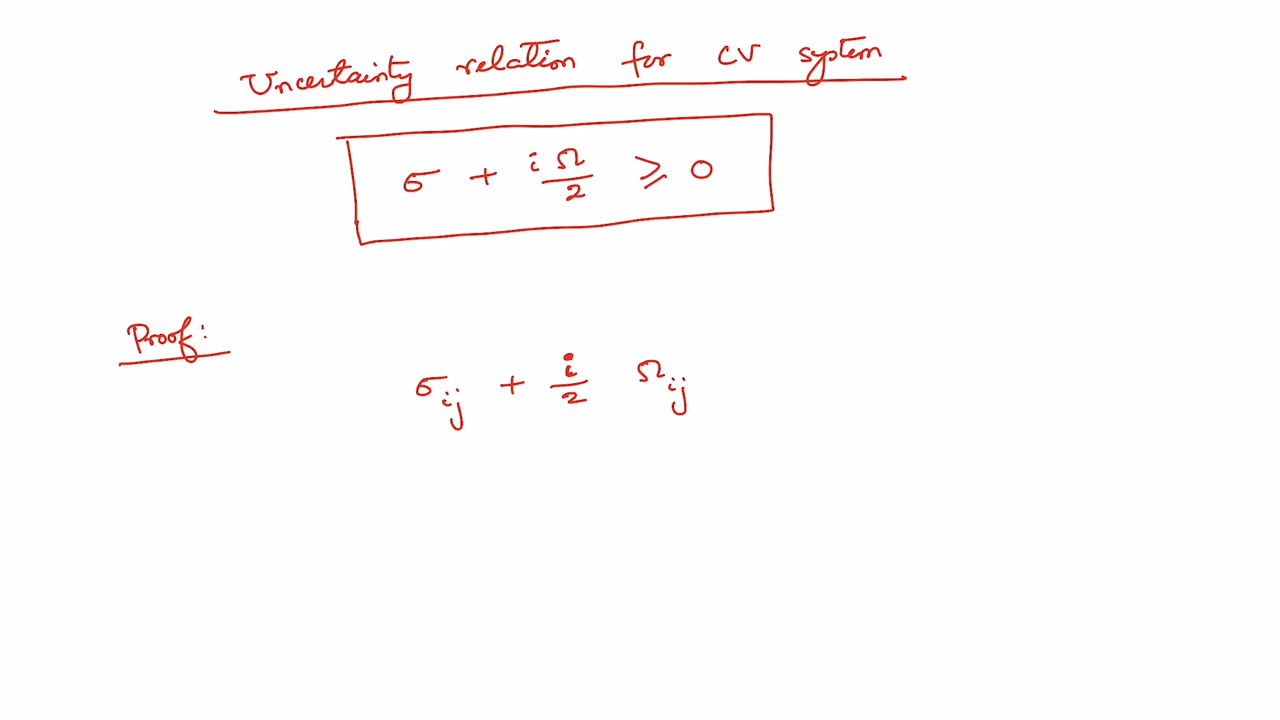 Uncertainty relation for CV system
σ + iΩ/2 ⩾ 0
Proof:
σ_ij + i/2 Ω_ij